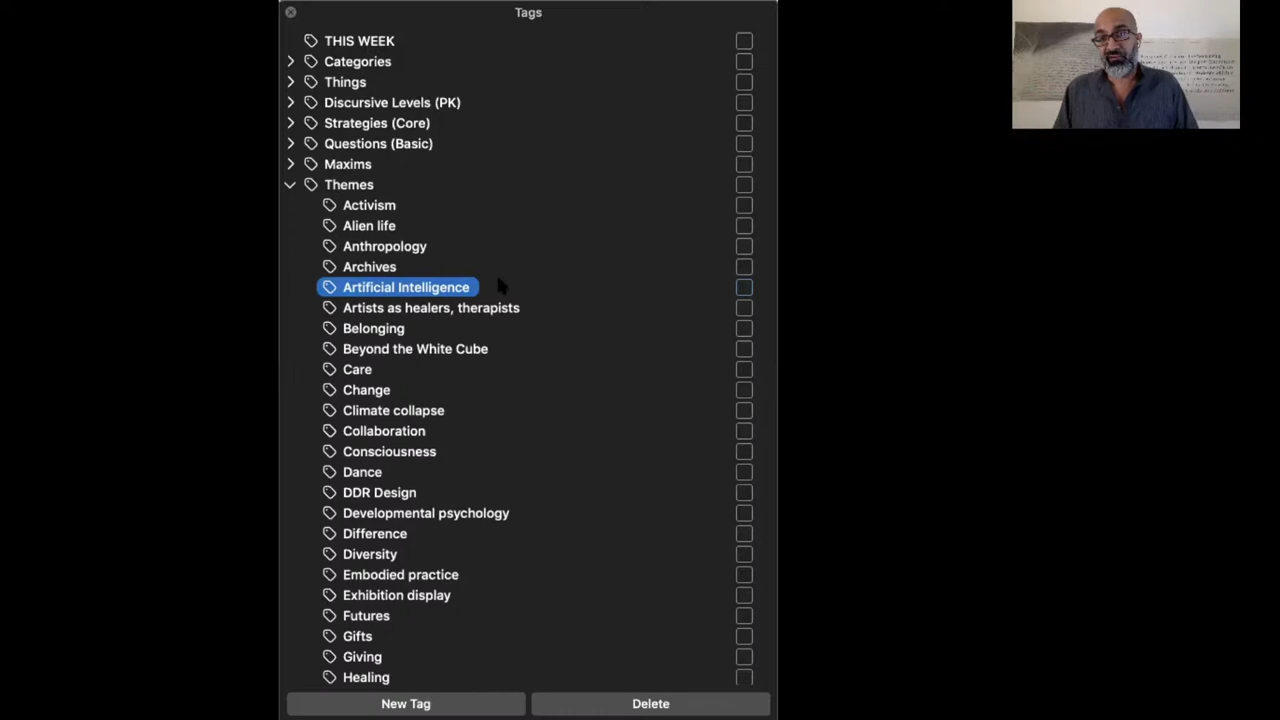 Tags
THIS WEEK
Categories
Things
Discursive Levels (PK)
Strategies (Core)
Questions (Basic)
Maxims
Themes
Activism
Alien life
Anthropology
Archives
Artificial Intelligence
Artists as healers, therapists
Belonging
Beyond the White Cube
Care
Change
Climate collapse
Collaboration
Consciousness
Dance
DDR Design
Developmental psychology
Difference
Diversity
Embodied practice
Exhibition display
Futures
Gifts
Giving
Healing
New Tag
Delete